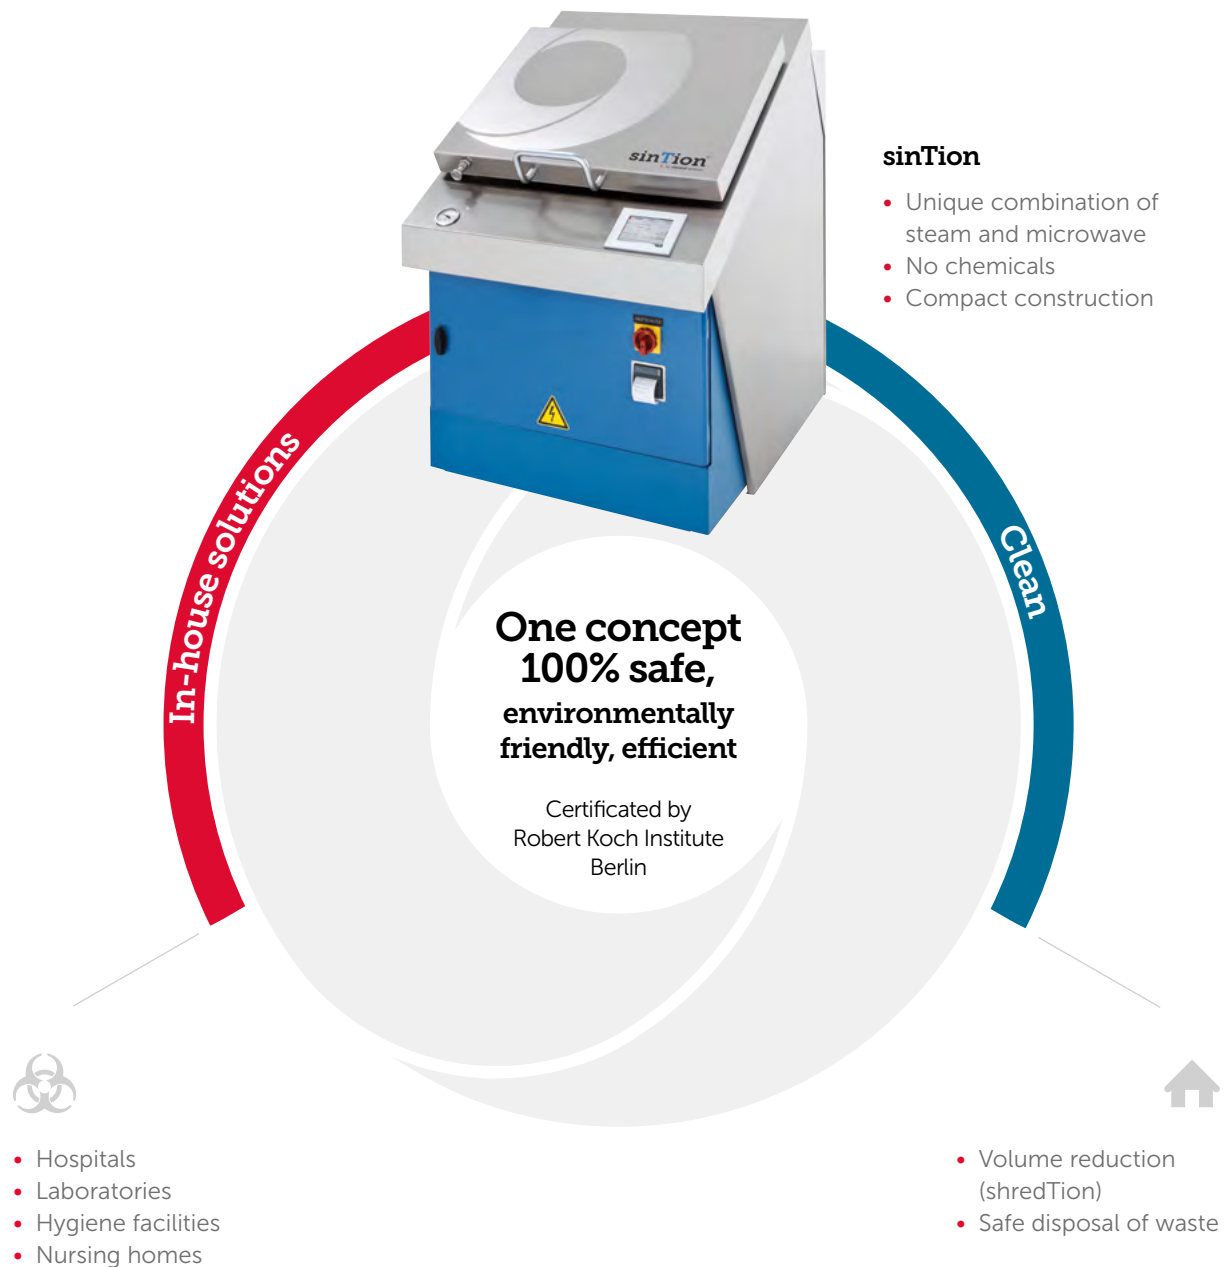 sinTion
sinTion
• Unique combination of
steam and microwave
• No chemicals
• Compact construction
In-house solutions
Clean
One concept
100% safe,
environmentally
friendly, efficient
Certificated by
Robert Koch Institute
Berlin
• Hospitals
• Laboratories
• Hygiene facilities
• Nursing homes
• Volume reduction
(shredTion)
• Safe disposal of waste